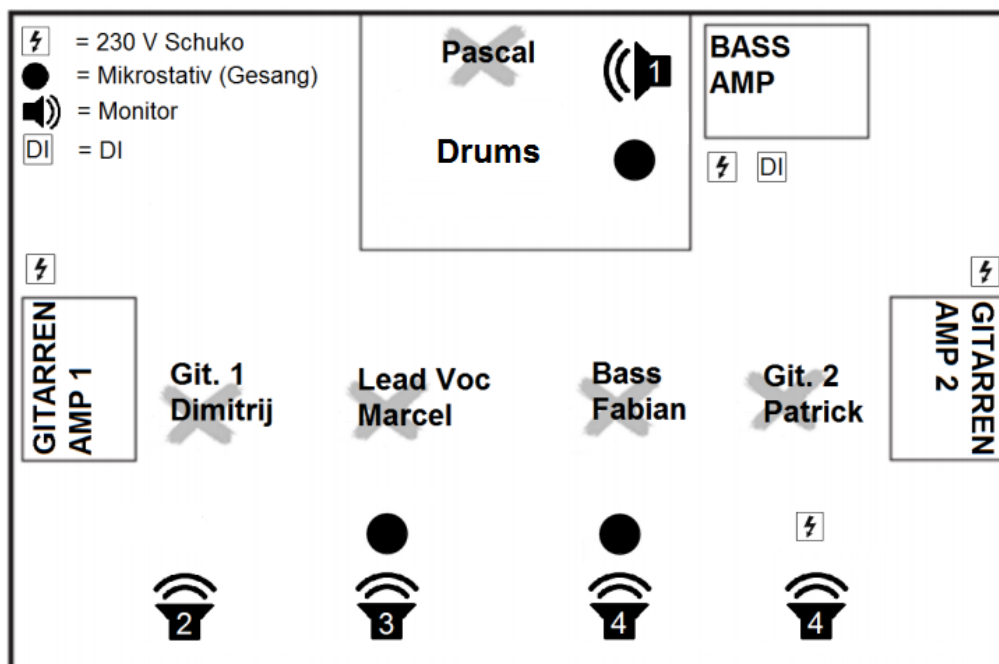 = 230 V Schuko
= Mikrostativ (Gesang)
= Monitor
DI = DI
Pascal
1
Drums
BASS
AMP
DI
GITARREN
AMP 1
Git. 1
Dimitrij
Lead Voc
Marcel
Bass
Fabian
Git. 2
Patrick
GITARREN
AMP 2
2
3
4
4